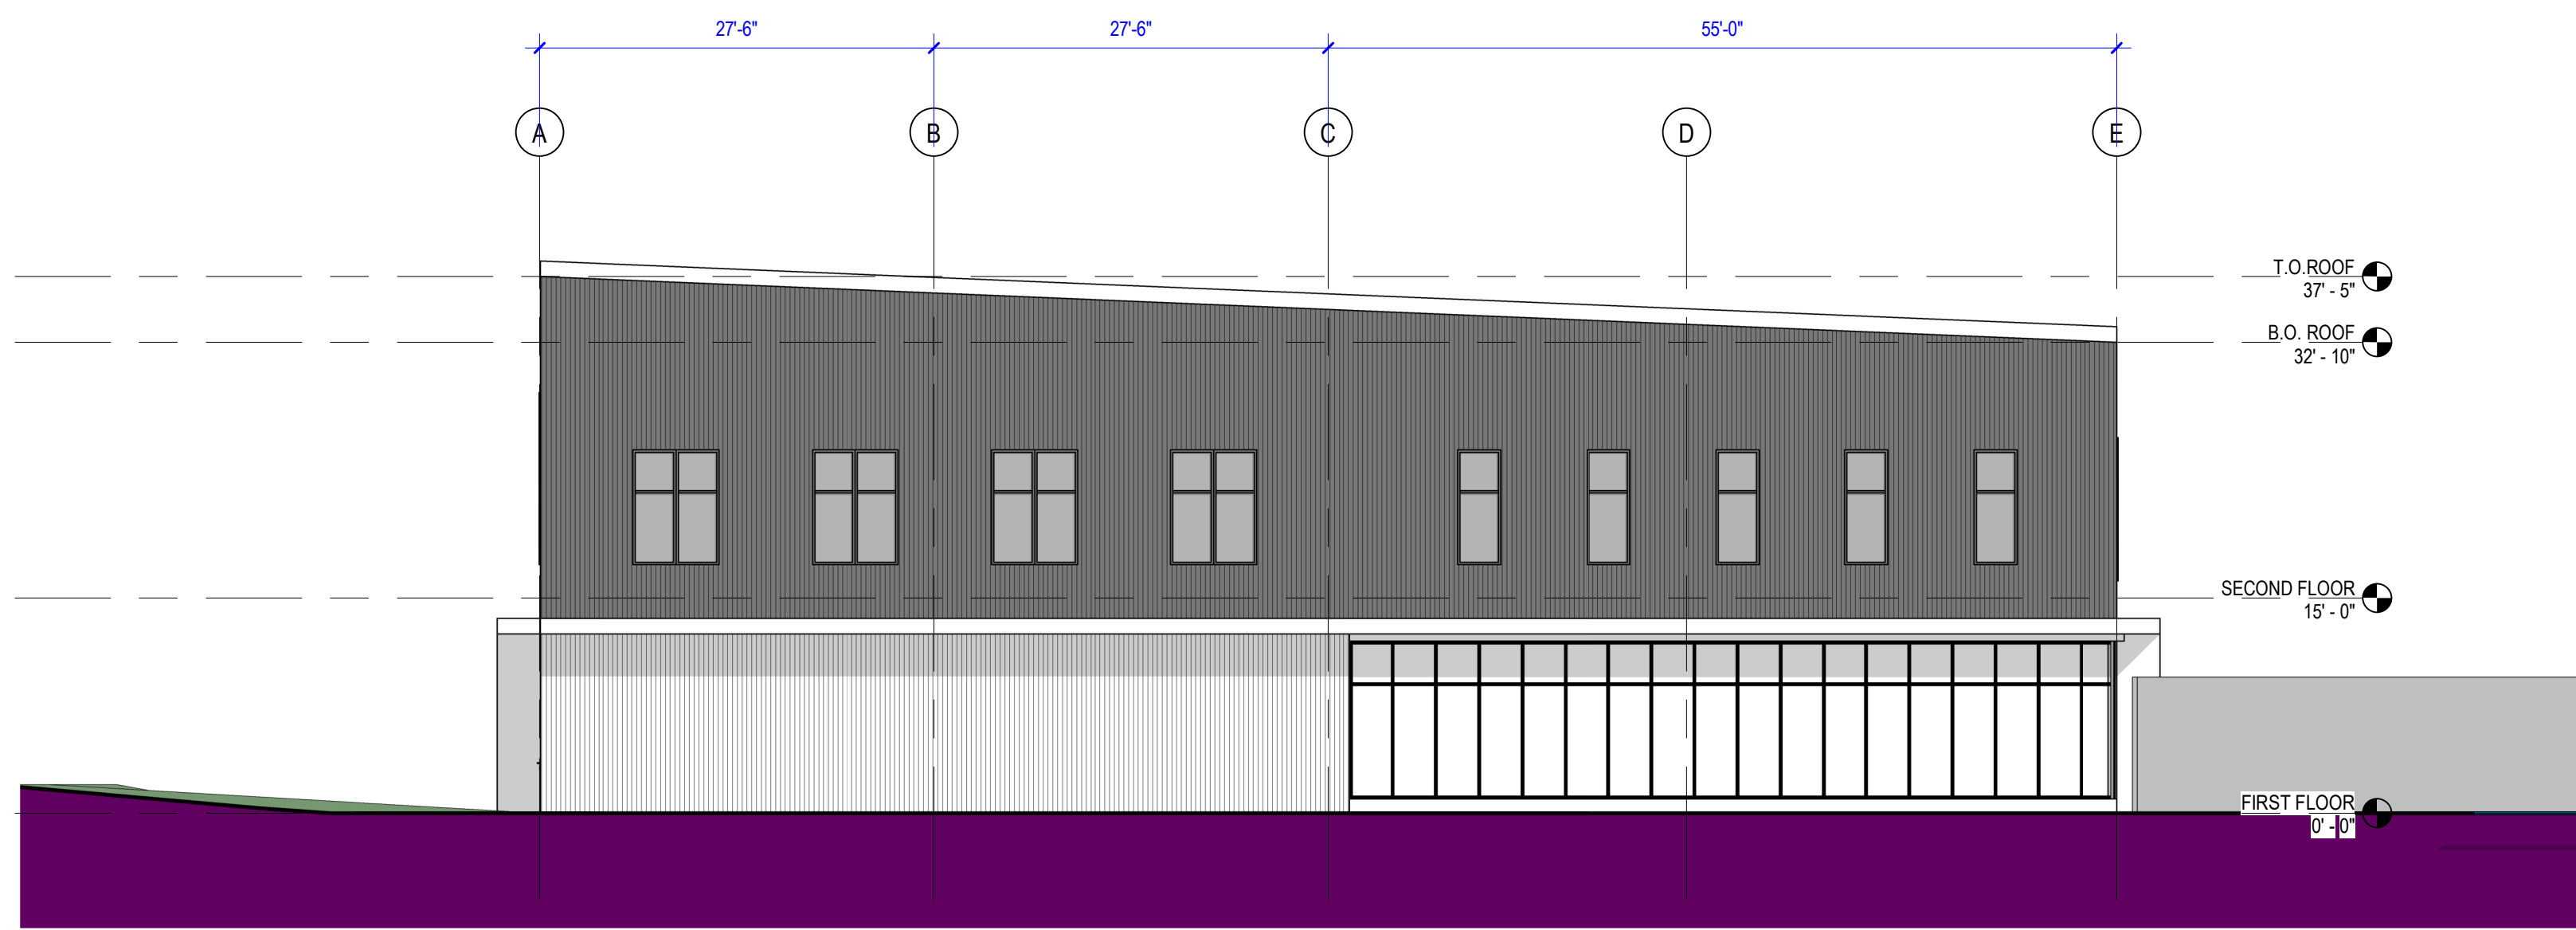 27'-6"
27'-6"
55'-0"
A
B
C
D
E
T.O.ROOF
37' - 5"
B.O. ROOF
32' - 10"
SECOND FLOOR
15' - 0"
FIRST FLOOR
0' - 0"